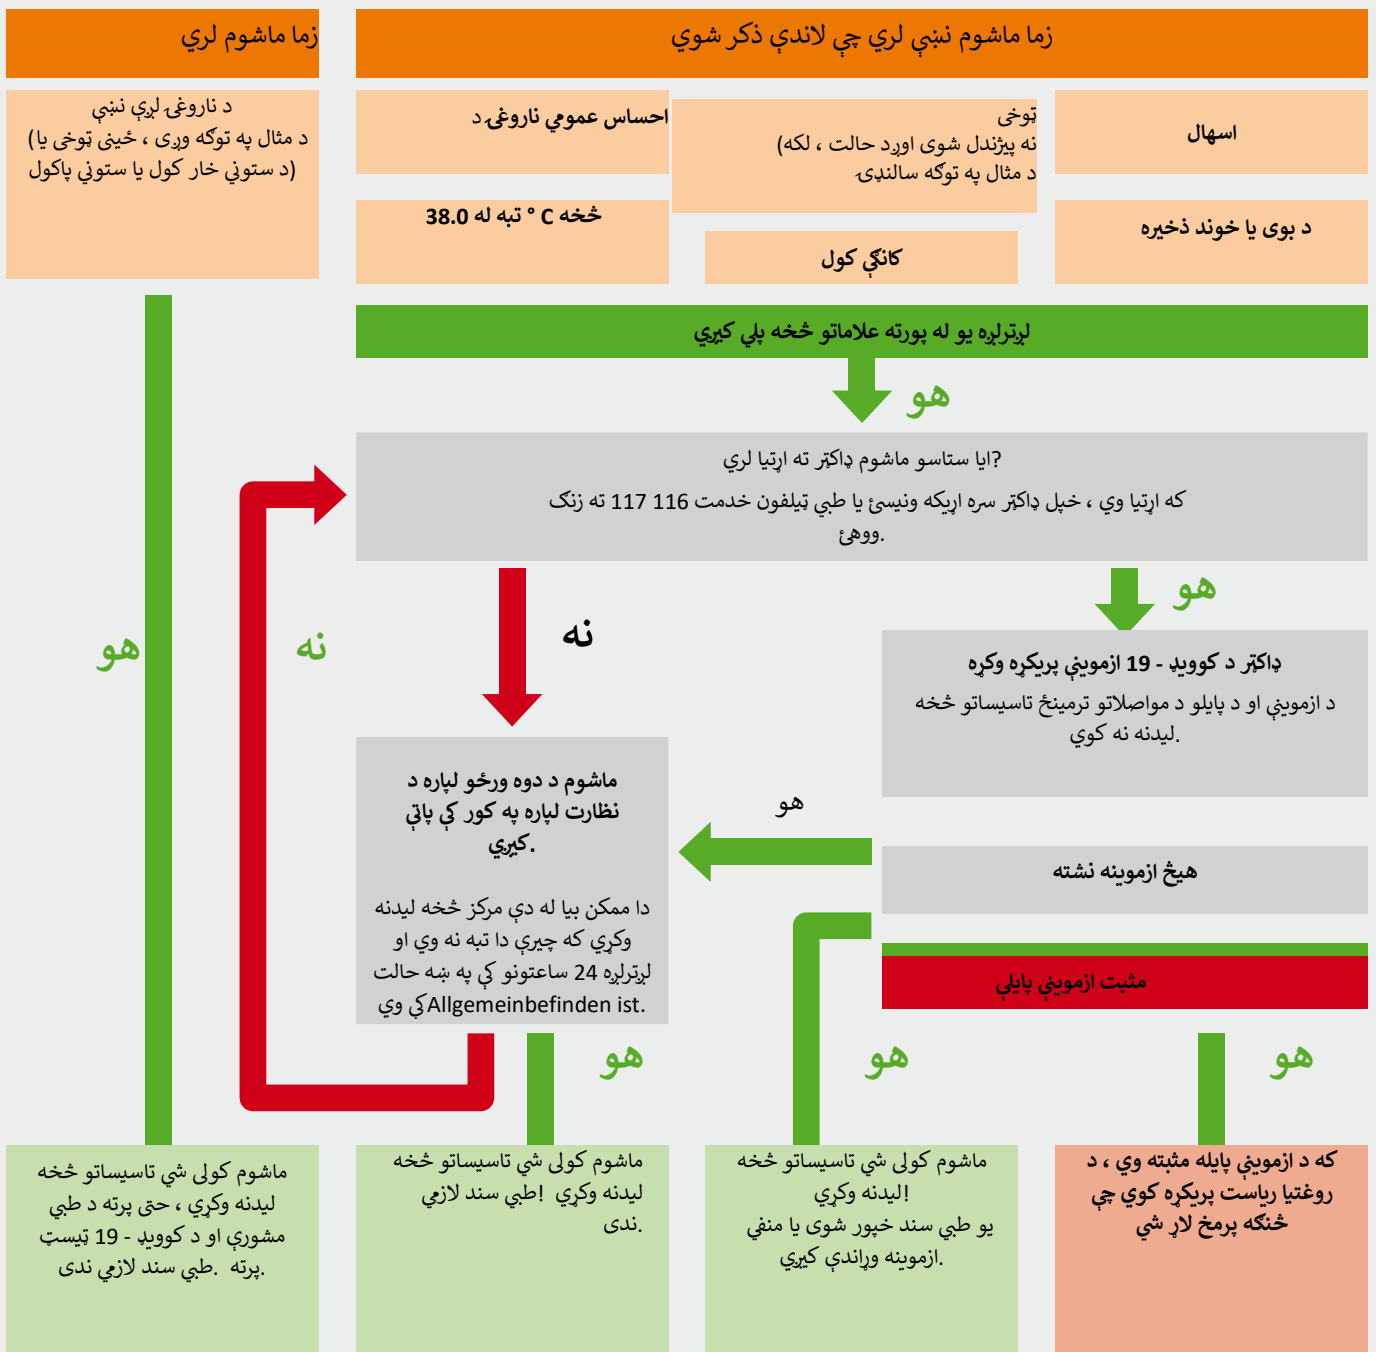 زما ماشوم نښې لري چې لاندې ذکر شوي
زما ماشوم لري
اسهال
ټوخی
(نه پیژندل شوی اوږد حالت ، لکه
د مثال په توګه سالنډۍ
احساس عمومي ناروغۍ د
د ناروغۍ لږې نښې
(د مثال په توګه وړی ، ځینې ټوخی یا
د ستوني خار کول یا ستوني پاکول)
د بوی یا خوند ذخیره
کانګې کول
څخه C ° تبه له 38.0
لږترلږه یو له پورته علاماتو څخه پلي کیږي
هو
ایا ستاسو ماشوم ډاکټر ته اړتیا لري?
که اړتیا وي ، خپل ډاکټر سره اړیکه ونیسئ یا طبي ټیلفون خدمت 116 117 ته زنګ
ووهئ.
هو
نه
نه
هو
ډاکټر د کوویډ - 19 ازموینې پریکړه وکړه
د ازموینې او د پایلو د مواصلاتو ترمینځ تاسیساتو څخه
لیدنه نه کوي.
ماشوم د دوه ورځو لپاره د
نظارت لپاره په کور کې پاتې
کیږي.
دا ممکن بیا له دې مرکز څخه لیدنه
وکړي که چیرې دا تبه نه وي او
لږترلږه 24 ساعتونو کې په ښه حالت
کې وي Allgemeinbefinden ist.
هو
هیڅ ازموینه نشته
مثبت ازموینې پایلې
هو
هو
هو
که د ازموینې پایله مثبته وي ، د
روغتیا ریاست پریکړه کوي چې
څنګه پرمخ لاړ شي
ماشوم کولی شي تاسیساتو څخه
لیدنه وکړي!
یو طبي سند خپور شوی یا منفي
ازموینه وړاندې کیږي.
ماشوم کولی شي تاسیساتو څخه
لیدنه وکړي !طبي سند لازمي
ندی.
ماشوم کولی شي تاسیساتو څخه
لیدنه وکړي ، حتی پرته د طبي
مشورې او د کوویډ - 19 ټیسټ
پرته .طبي سند لازمي ندی.